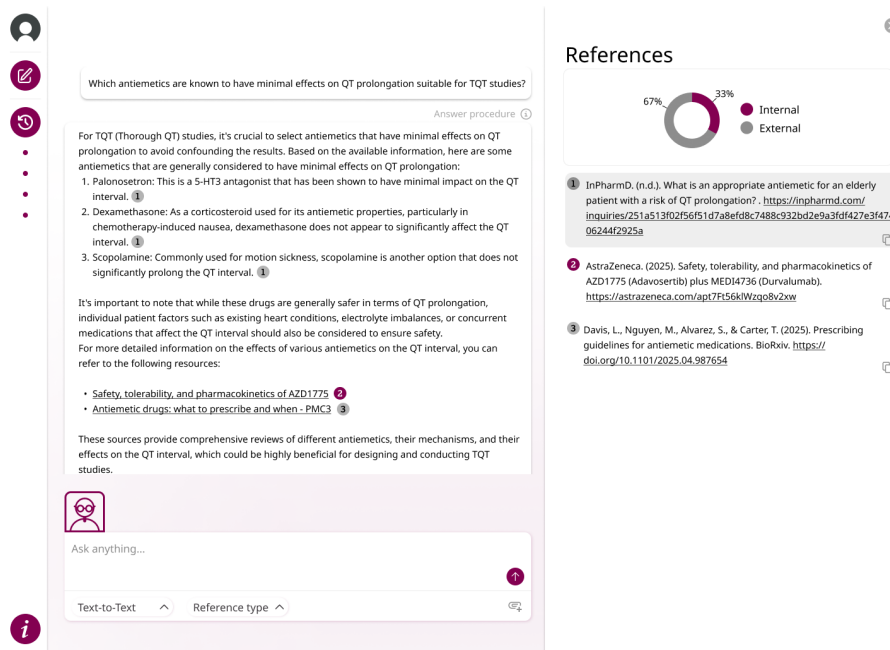 Which antiemetics are known to have minimal effects on QT prolongation suitable for TQT studies?
Answer procedure i
For TQT (Thorough QT) studies, it's crucial to select antiemetics that have minimal effects on QT
prolongation to avoid confounding the results. Based on the available information, here are some
antiemetics that are generally considered to have minimal effects on QT prolongation:
1. Palonosetron: This is a 5-HT3 antagonist that has been shown to have minimal impact on the QT
interval. 1
2. Dexamethasone: As a corticosteroid used for its antiemetic properties, particularly in
chemotherapy-induced nausea, dexamethasone does not appear to significantly affect the QT
interval. 1
3. Scopolamine: Commonly used for motion sickness, scopolamine is another option that does not
significantly prolong the QT interval. 1
It's important to note that while these drugs are generally safer in terms of QT prolongation,
individual patient factors such as existing heart conditions, electrolyte imbalances, or concurrent
medications that affect the QT interval should also be considered to ensure safety.
For more detailed information on the effects of various antiemetics on the QT interval, you can
refer to the following resources:
• Safety, tolerability, and pharmacokinetics of AZD1775 2
• Antiemetic drugs: what to prescribe and when - PMC3 3
These sources provide comprehensive reviews of different antiemetics, their mechanisms, and their
effects on the QT interval, which could be highly beneficial for designing and conducting TQT
studies.
Ask anything...
Text-to-Text
Reference type
i
References
67%
33%
Internal
External
1 InPharmD. (n.d.). What is an appropriate antiemetic for an elderly
patient with a risk of QT prolongation? . https://inpharmd.com/
inquiries/251a513f02f56f51d7a8efd8c7488c932bd2e9a3fdf427e3f474
06244f2925a
2 AstraZeneca. (2025). Safety, tolerability, and pharmacokinetics of
AZD1775 (Adavosertib) plus MEDI4736 (Durvalumab).
https://astrazeneca.com/apt7Ft56klWzqo8v2xw
3 Davis, L., Nguyen, M., Alvarez, S., & Carter, T. (2025). Prescribing
guidelines for antiemetic medications. BioRxiv. https://
doi.org/10.1101/2025.04.987654